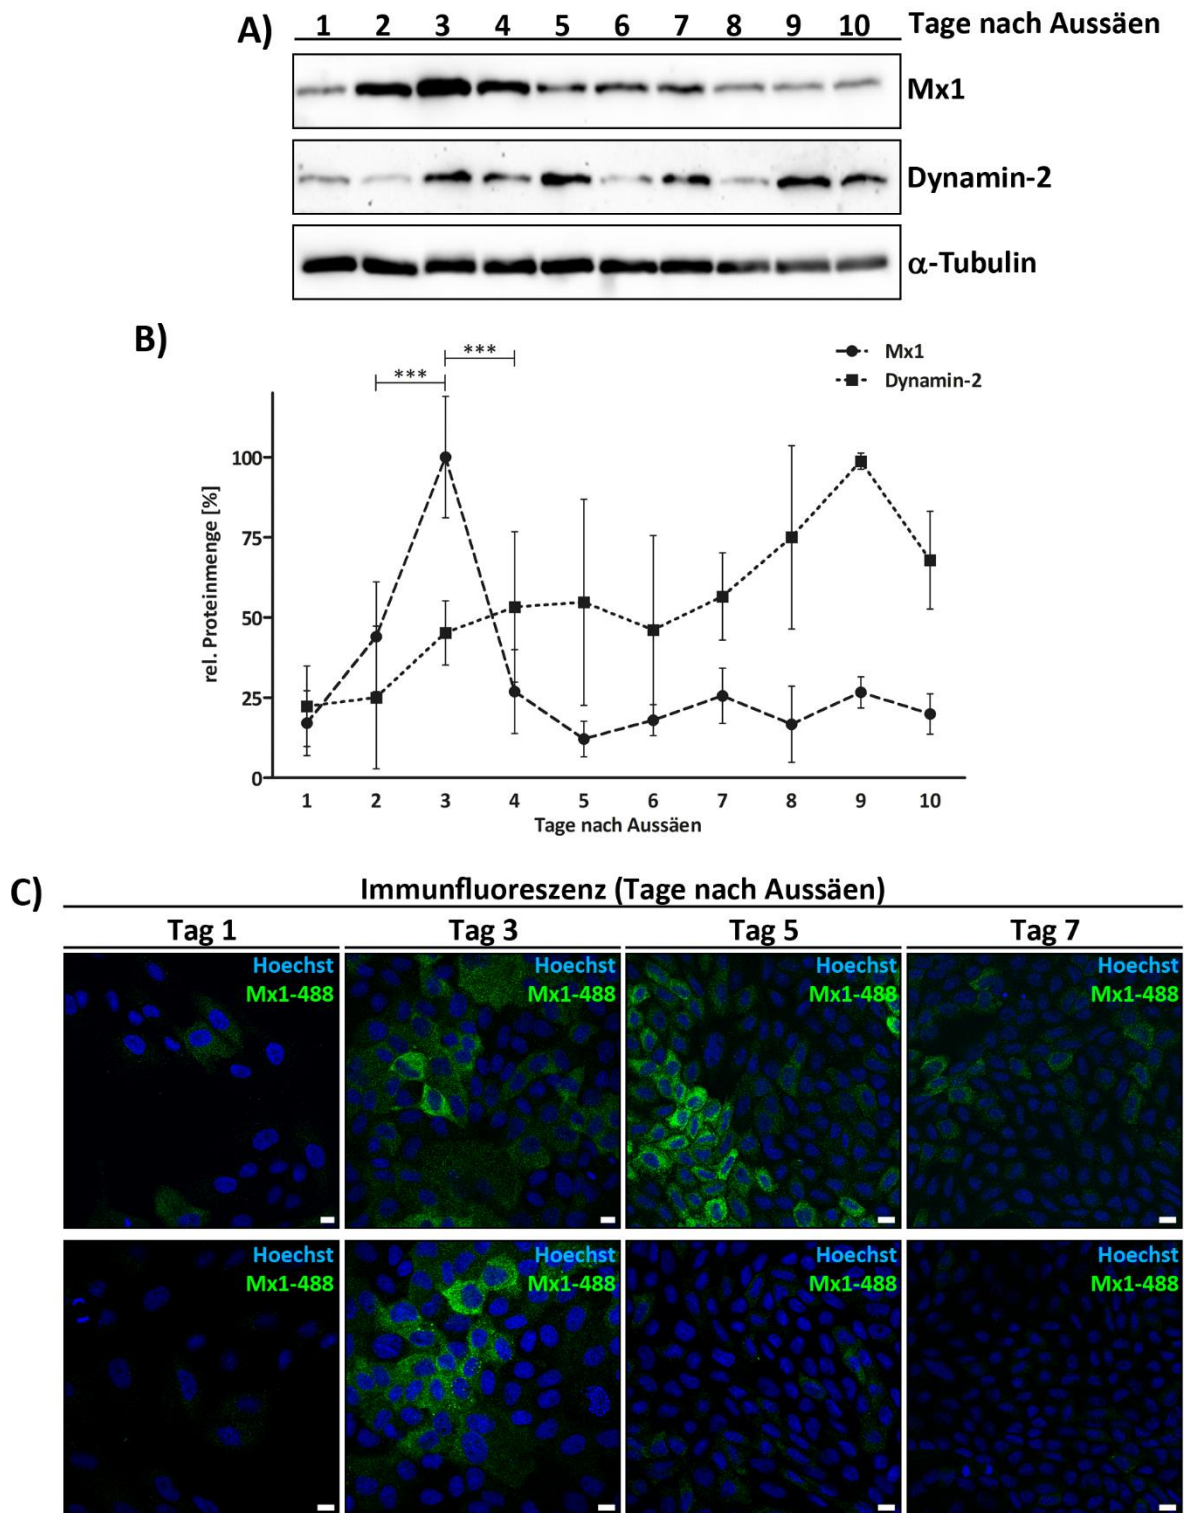 A) 1 2 3 4 5 6 7 8 9 10 Tage nach Aussäen
Mx1
Dynamin-2
α-Tubulin
B)
***
***
Mx1
Dynamin-2
rel. Proteinmenge [%]
100
75
50
25
0
1 2 3 4 5 6 7 8 9 10
Tage nach Aussäen
C) Immunfluoreszenz (Tage nach Aussäen)
Tag 1 Tag 3 Tag 5 Tag 7
Hoechst Hoechst Hoechst Hoechst
Mx1-488 Mx1-488 Mx1-488 Mx1-488
Hoechst Hoechst Hoechst Hoechst
Mx1-488 Mx1-488 Mx1-488 Mx1-488